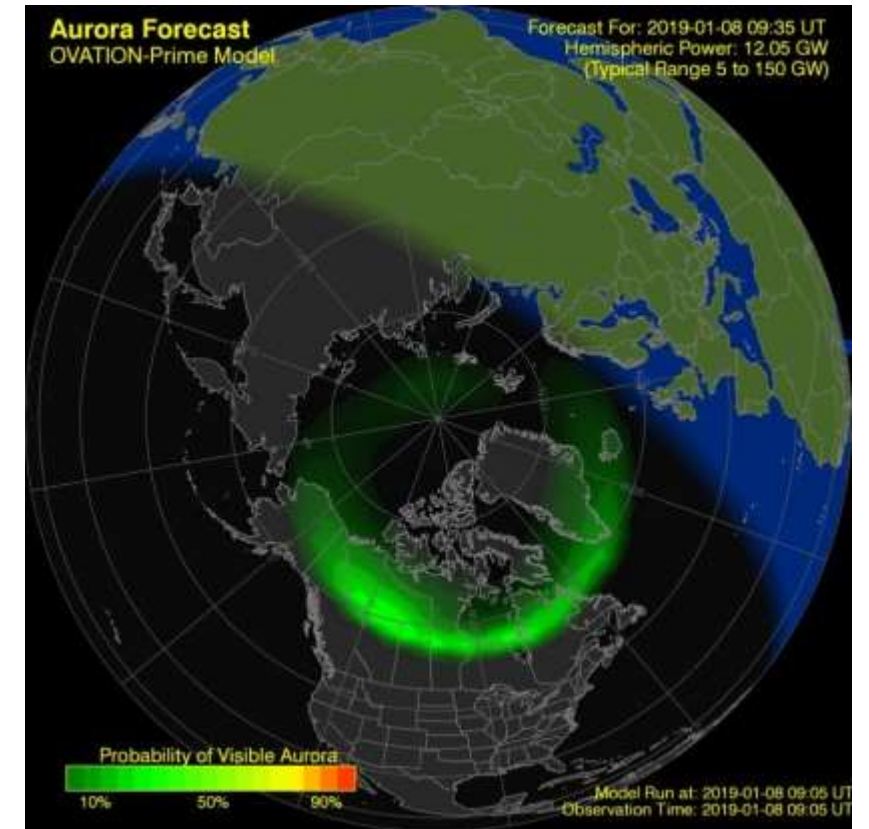 Aurora Forecast
OVATION-Prime Model
Forecast For: 2019-01-08 09:35 UT
Hemispheric Power: 12.05 GW
(Typical Range 5 to 150 GW)
Probability of Visible Aurora
10% 50% 90%
Model Run at: 2019-01-08 09:05 UT
Observation Time: 2019-01-08 09:05 UT